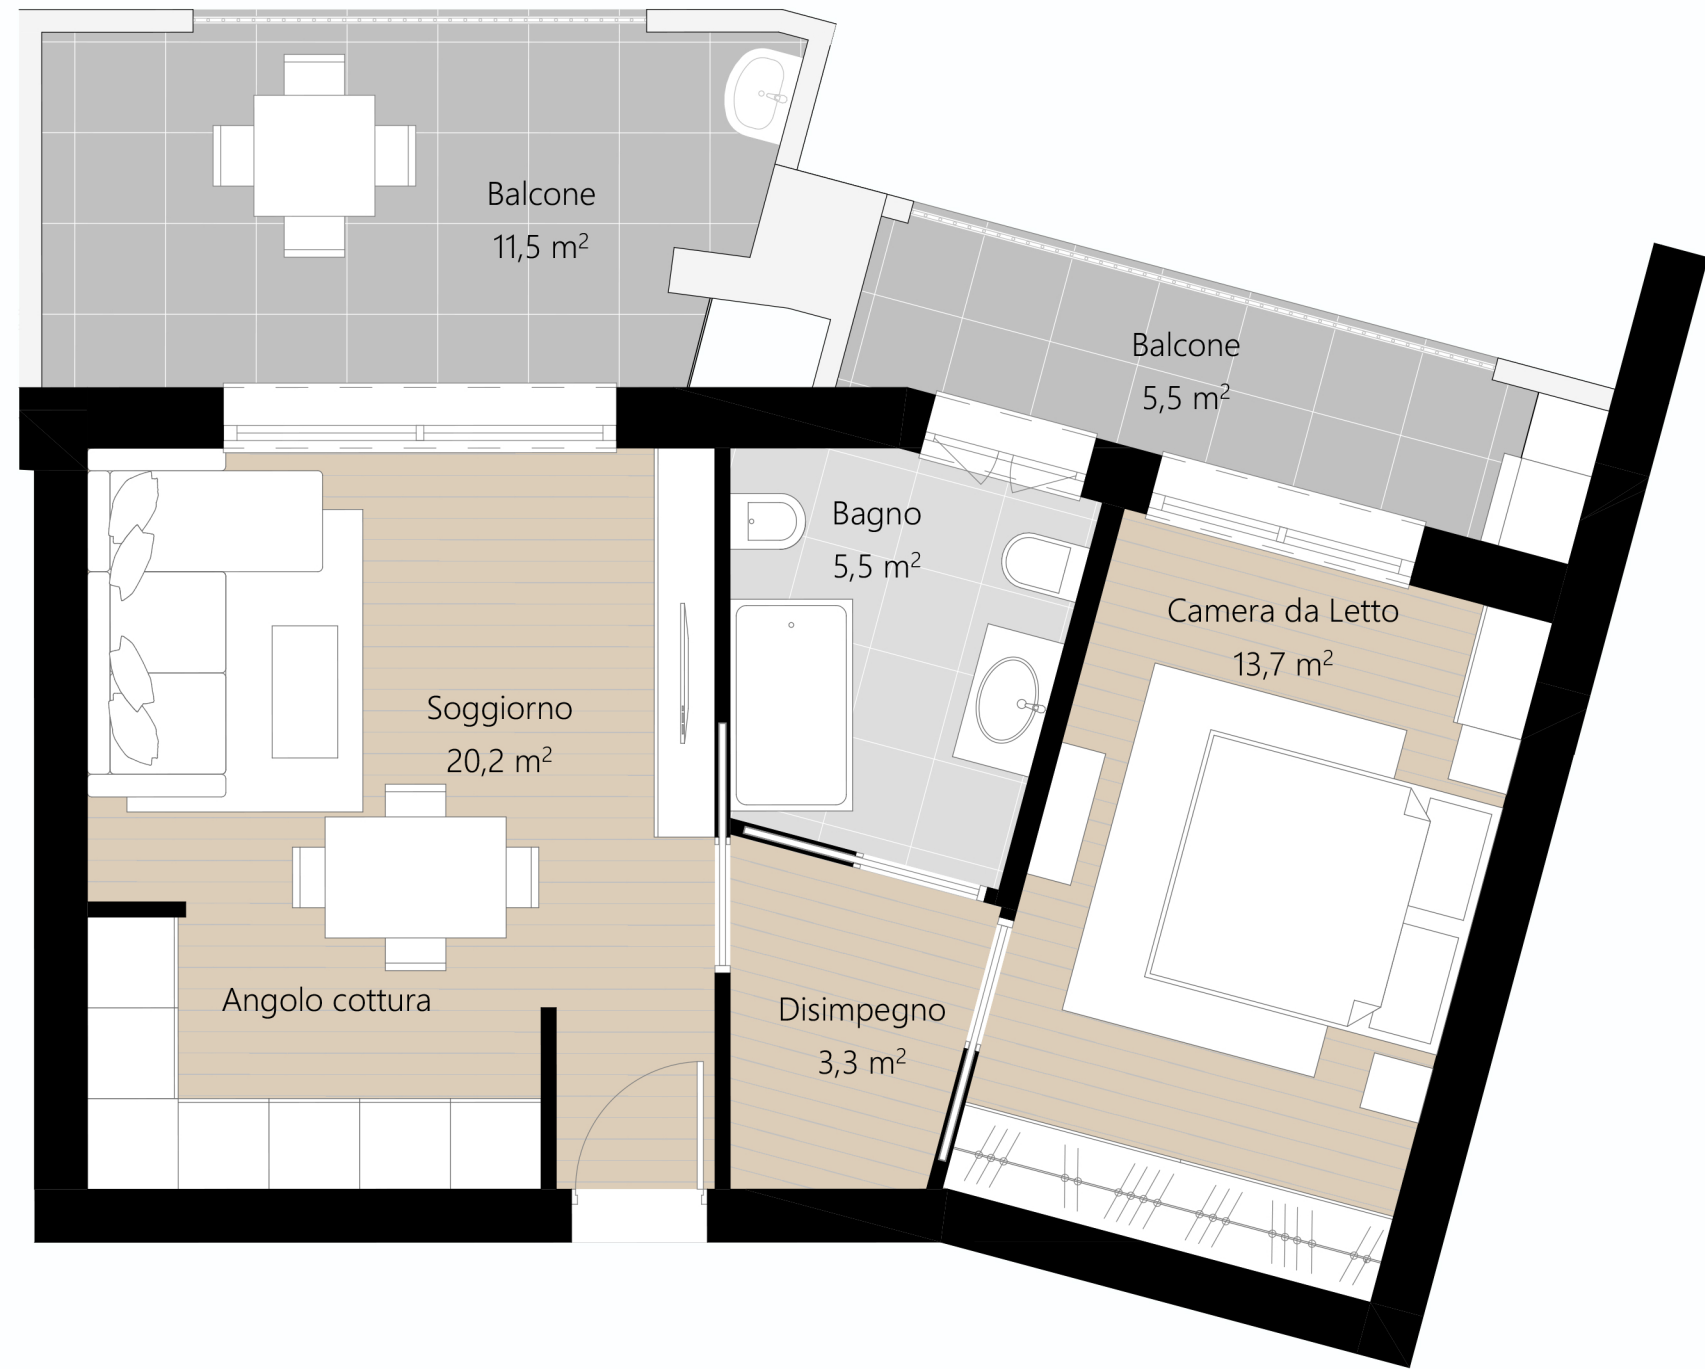 Balcone
11,5 m²
Balcone
5,5 m²
Bagno
5,5 m²
Camera da Letto
13,7 m²
Soggiorno
20,2 m²
Angolo cottura
Disimpegno
3,3 m²